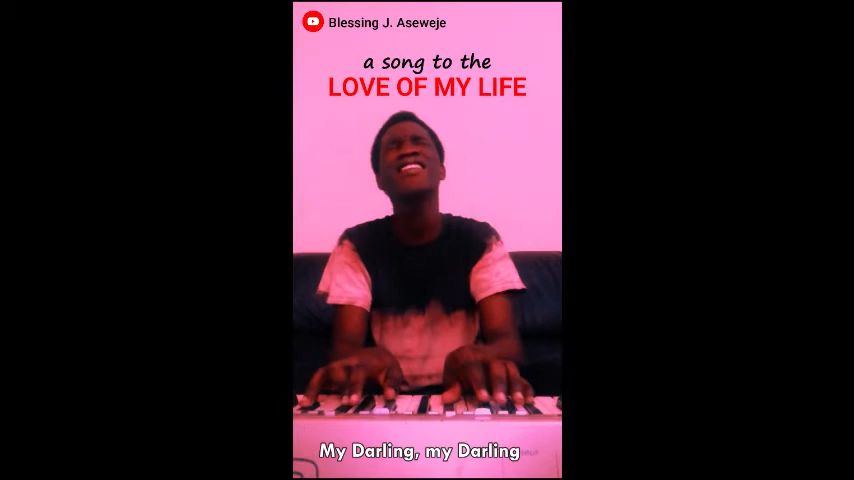 Blessing J. Aseweje
a song to the
LOVE OF MY LIFE
My Darling, my Darling